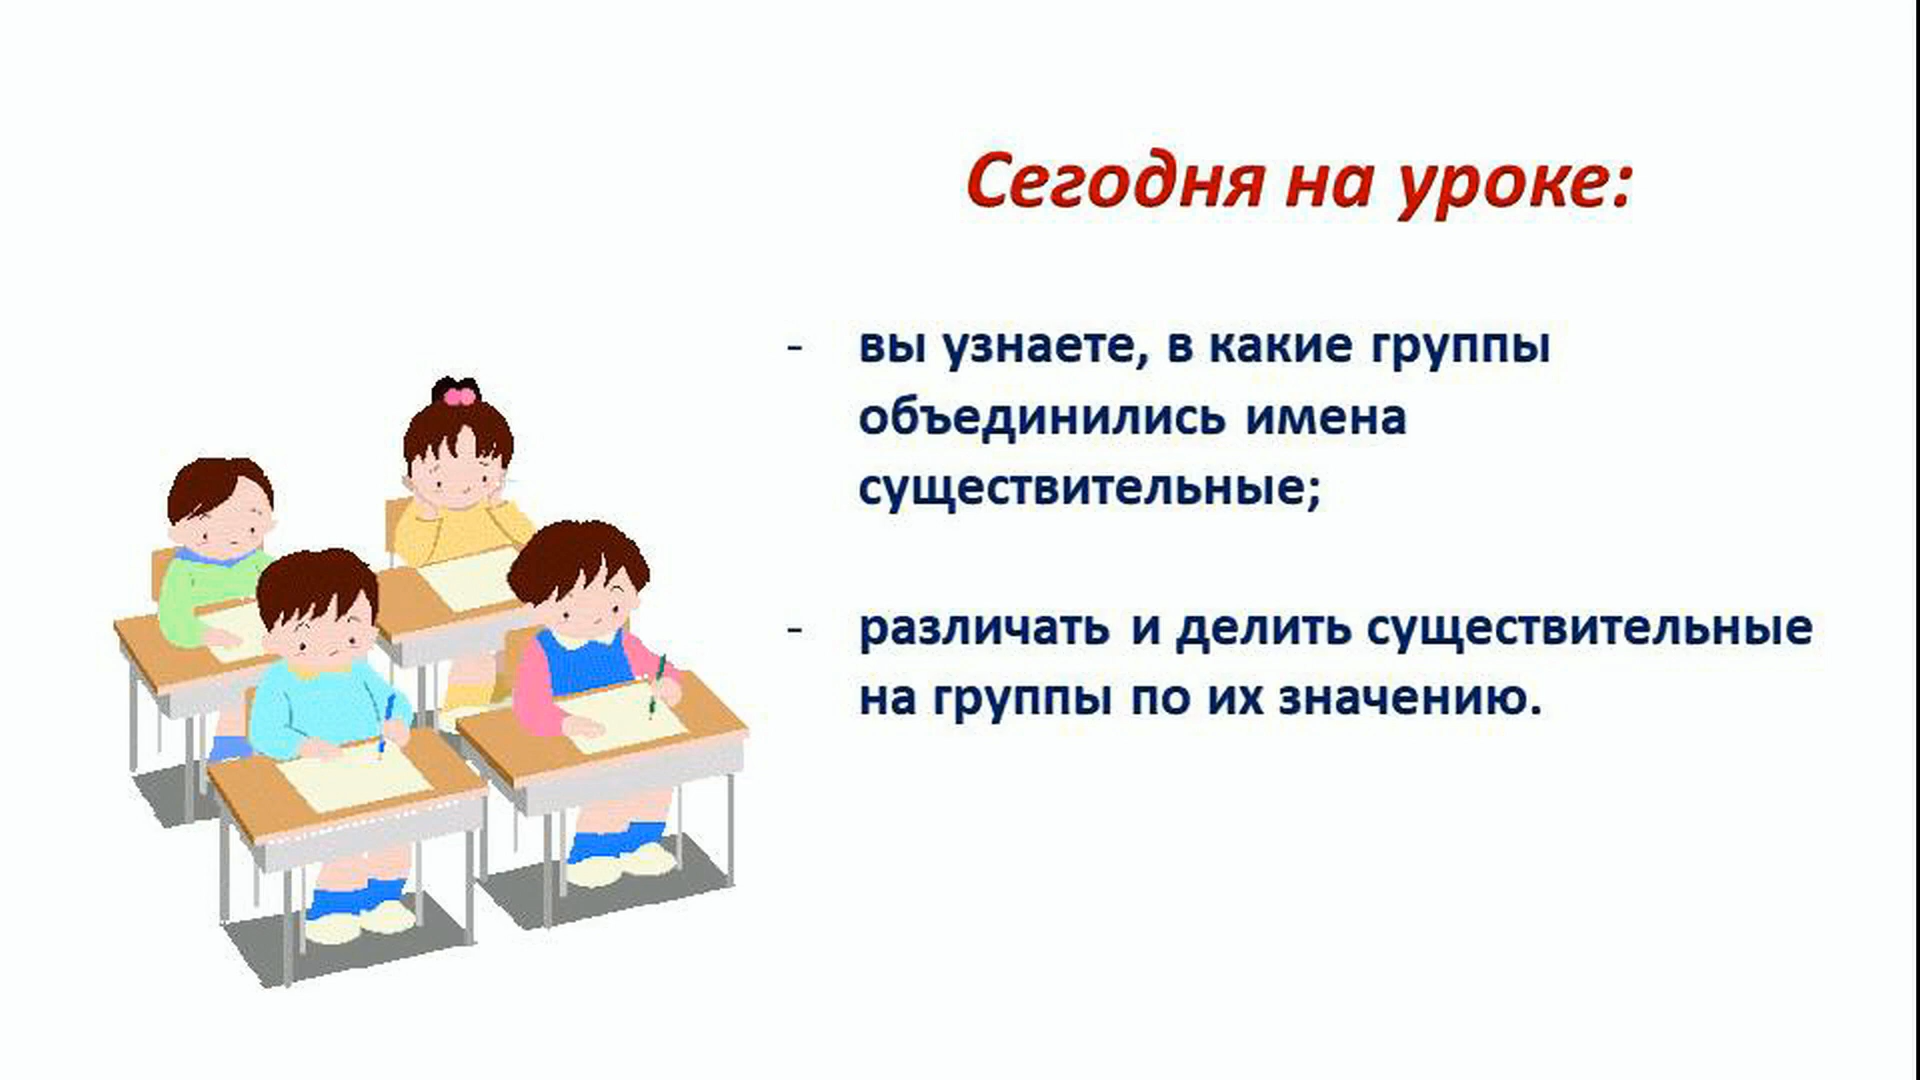 Сегодня на уроке:
- вы узнаете, в какие группы
объединились имена
существительные;
- различать и делить существительные
на группы по их значению.